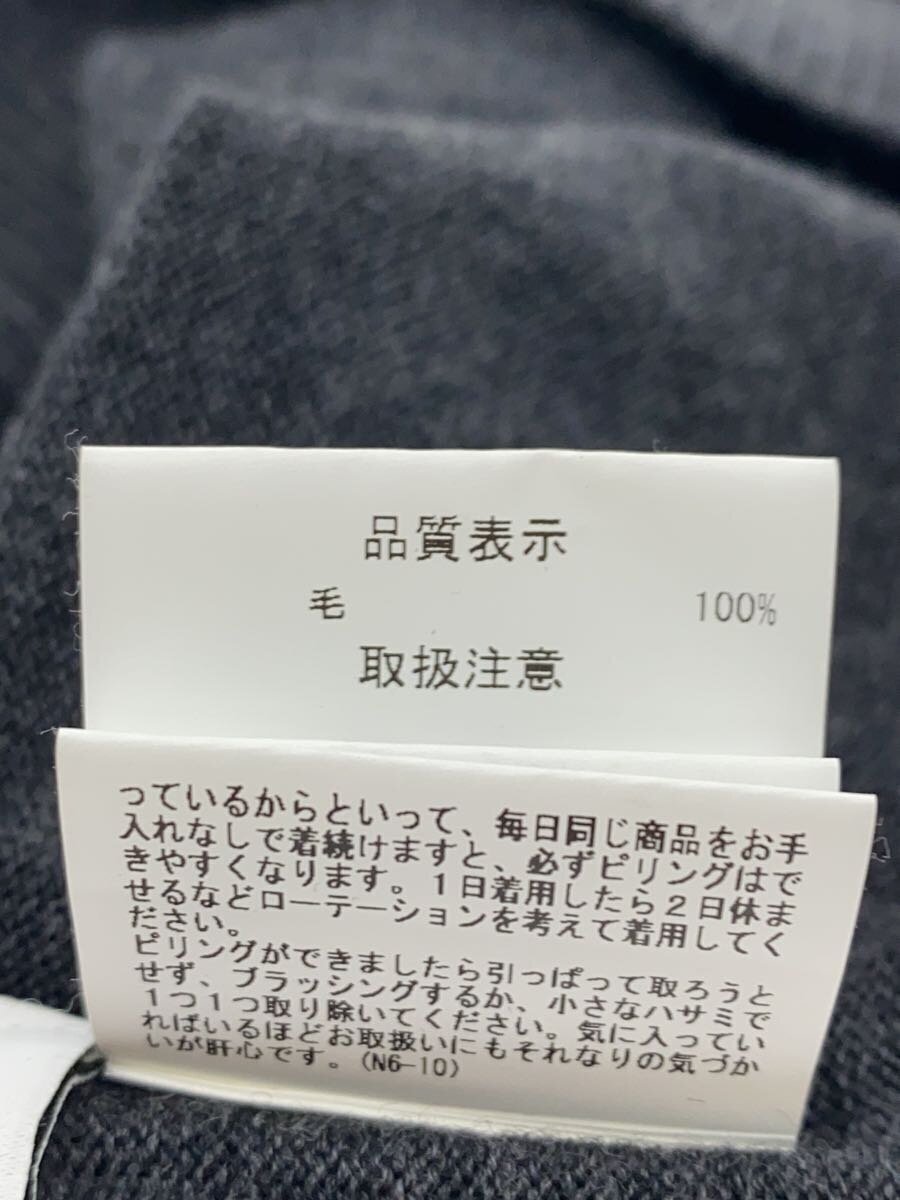 品質表示
毛 100%
取扱注意
っているからといって、毎日同じ商品をお手
入れなしで着続けますと、必ずピリングはで
きやすくなります。1日着用したら2日休ま
せるなどローテーションを考えて着用してく
ださい。
ピリングができましたら引っぱって取ろうと
せず、ブラッシングするか、小さなハサミで
1つ1つ取り除いてください。気に入ってい
ればいるほどお取扱いにもそれなりの気づか
いが肝心です。(N6-10)